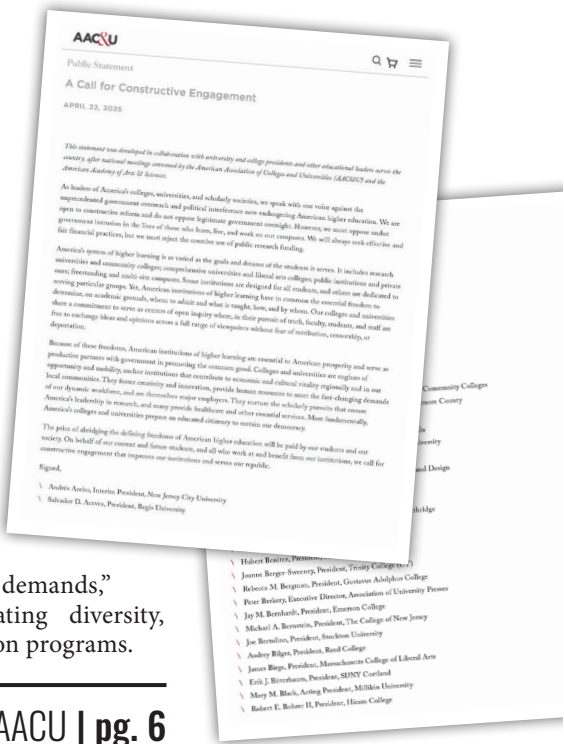 AAC&U
Public Statement
A Call for Constructive Engagement
APRIL 22, 2025
This statement was developed in collaboration with university and college presidents and other educational leaders across the
country, after national meetings convened by the American Association of Colleges and Universities (AAC&U) and the
American Academy of Arts & Sciences.
As leaders of America's colleges, universities, and scholarly societies, we speak with one voice against the
unprecedented government overreach and political interference now endangering American higher education. We are
open to constructive reform and do not oppose legitimate government oversight. However, we must oppose undue
government intrusion in the lives of those who learn, live, and work on our campuses. We will always seek effective and
fair financial practices, but we must reject the coercive use of public research funding.
America's system of higher learning is as varied as the goals and dreams of the students it serves. It includes research
universities and community colleges; comprehensive universities and liberal arts colleges; public institutions and private
ones; freestanding and multi-site campuses. Some institutions are designed for all students, and others are dedicated to
serving particular groups. Yet, American institutions of higher learning have in common the essential freedom to
determine, on academic grounds, whom to admit and what is taught, how, and by whom. Our colleges and universities
share a commitment to serve as centers of open inquiry where, in their pursuit of truth, faculty, students, and staff are
free to exchange ideas and opinions across a full range of viewpoints without fear of retribution, censorship, or
deportation.
Because of these freedoms, American institutions of higher learning are essential to American prosperity and serve as
productive partners with government in promoting the common good. Colleges and universities are engines of
opportunity and mobility, anchor institutions that contribute to economic and cultural vitality regionally and in our
local communities. They foster creativity and innovation, provide human resources to meet the fast-changing demands
of our dynamic workforce, and are themselves major employers. They nurture the scholarly pursuits that ensure
America's leadership in research, and many provide healthcare and other essential services. Most fundamentally,
America's colleges and universities prepare an educated citizenry to sustain our democracy.
The price of abridging the defining freedoms of American higher education will be paid by our students and our
society. On behalf of our current and future students, and all who work at and benefit from our institutions, we call for
constructive engagement that improves our institutions and serves our republic.
Signed,
\ Andrés Acebo, Interim President, New Jersey City University
\ Salvador D. Aceves, President, Regis University
Community Colleges
more County
and Design
thridge
\ Hubert Benitez, President,
\ Joanne Berger-Sweeney, President, Trinity College (CT)
\ Rebecca M. Bergman, President, Gustavus Adolphus College
\ Peter Berkery, Executive Director, Association of University Presses
\ Jay M. Bernhardt, President, Emerson College
\ Michael A. Bernstein, President, The College of New Jersey
\ Joe Bertolino, President, Stockton University
\ Audrey Bilger, President, Reed College
\ James Birge, President, Massachusetts College of Liberal Arts
\ Erik J. Bitterbaum, President, SUNY Cortland
\ Mary M. Black, Acting President, Millikin University
\ Robert E. Bohrer II, President, Hiram College
demands,"
ating diversity,
on programs.
AACU | pg. 6